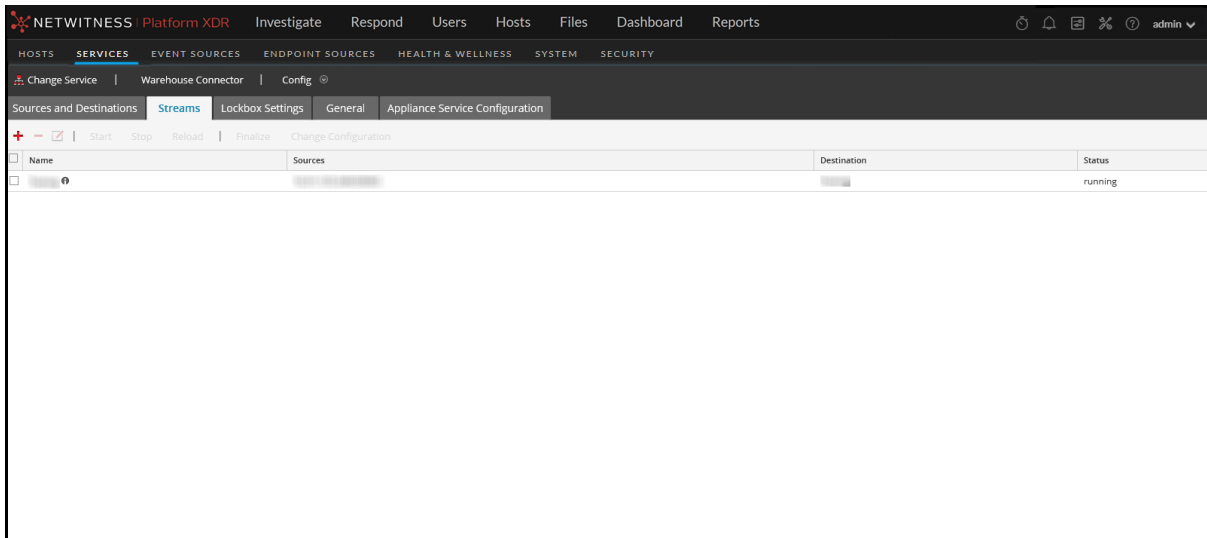 NETWITNESS | Platform XDR Investigate Respond Users Hosts Files Dashboard Reports admin
HOSTS SERVICES EVENT SOURCES ENDPOINT SOURCES HEALTH & WELLNESS SYSTEM SECURITY
Change Service | Warehouse Connector | Config
Sources and Destinations Streams Lockbox Settings General Appliance Service Configuration
Start Stop Reload | Finalize Change Configuration
Name Sources Destination Status
running